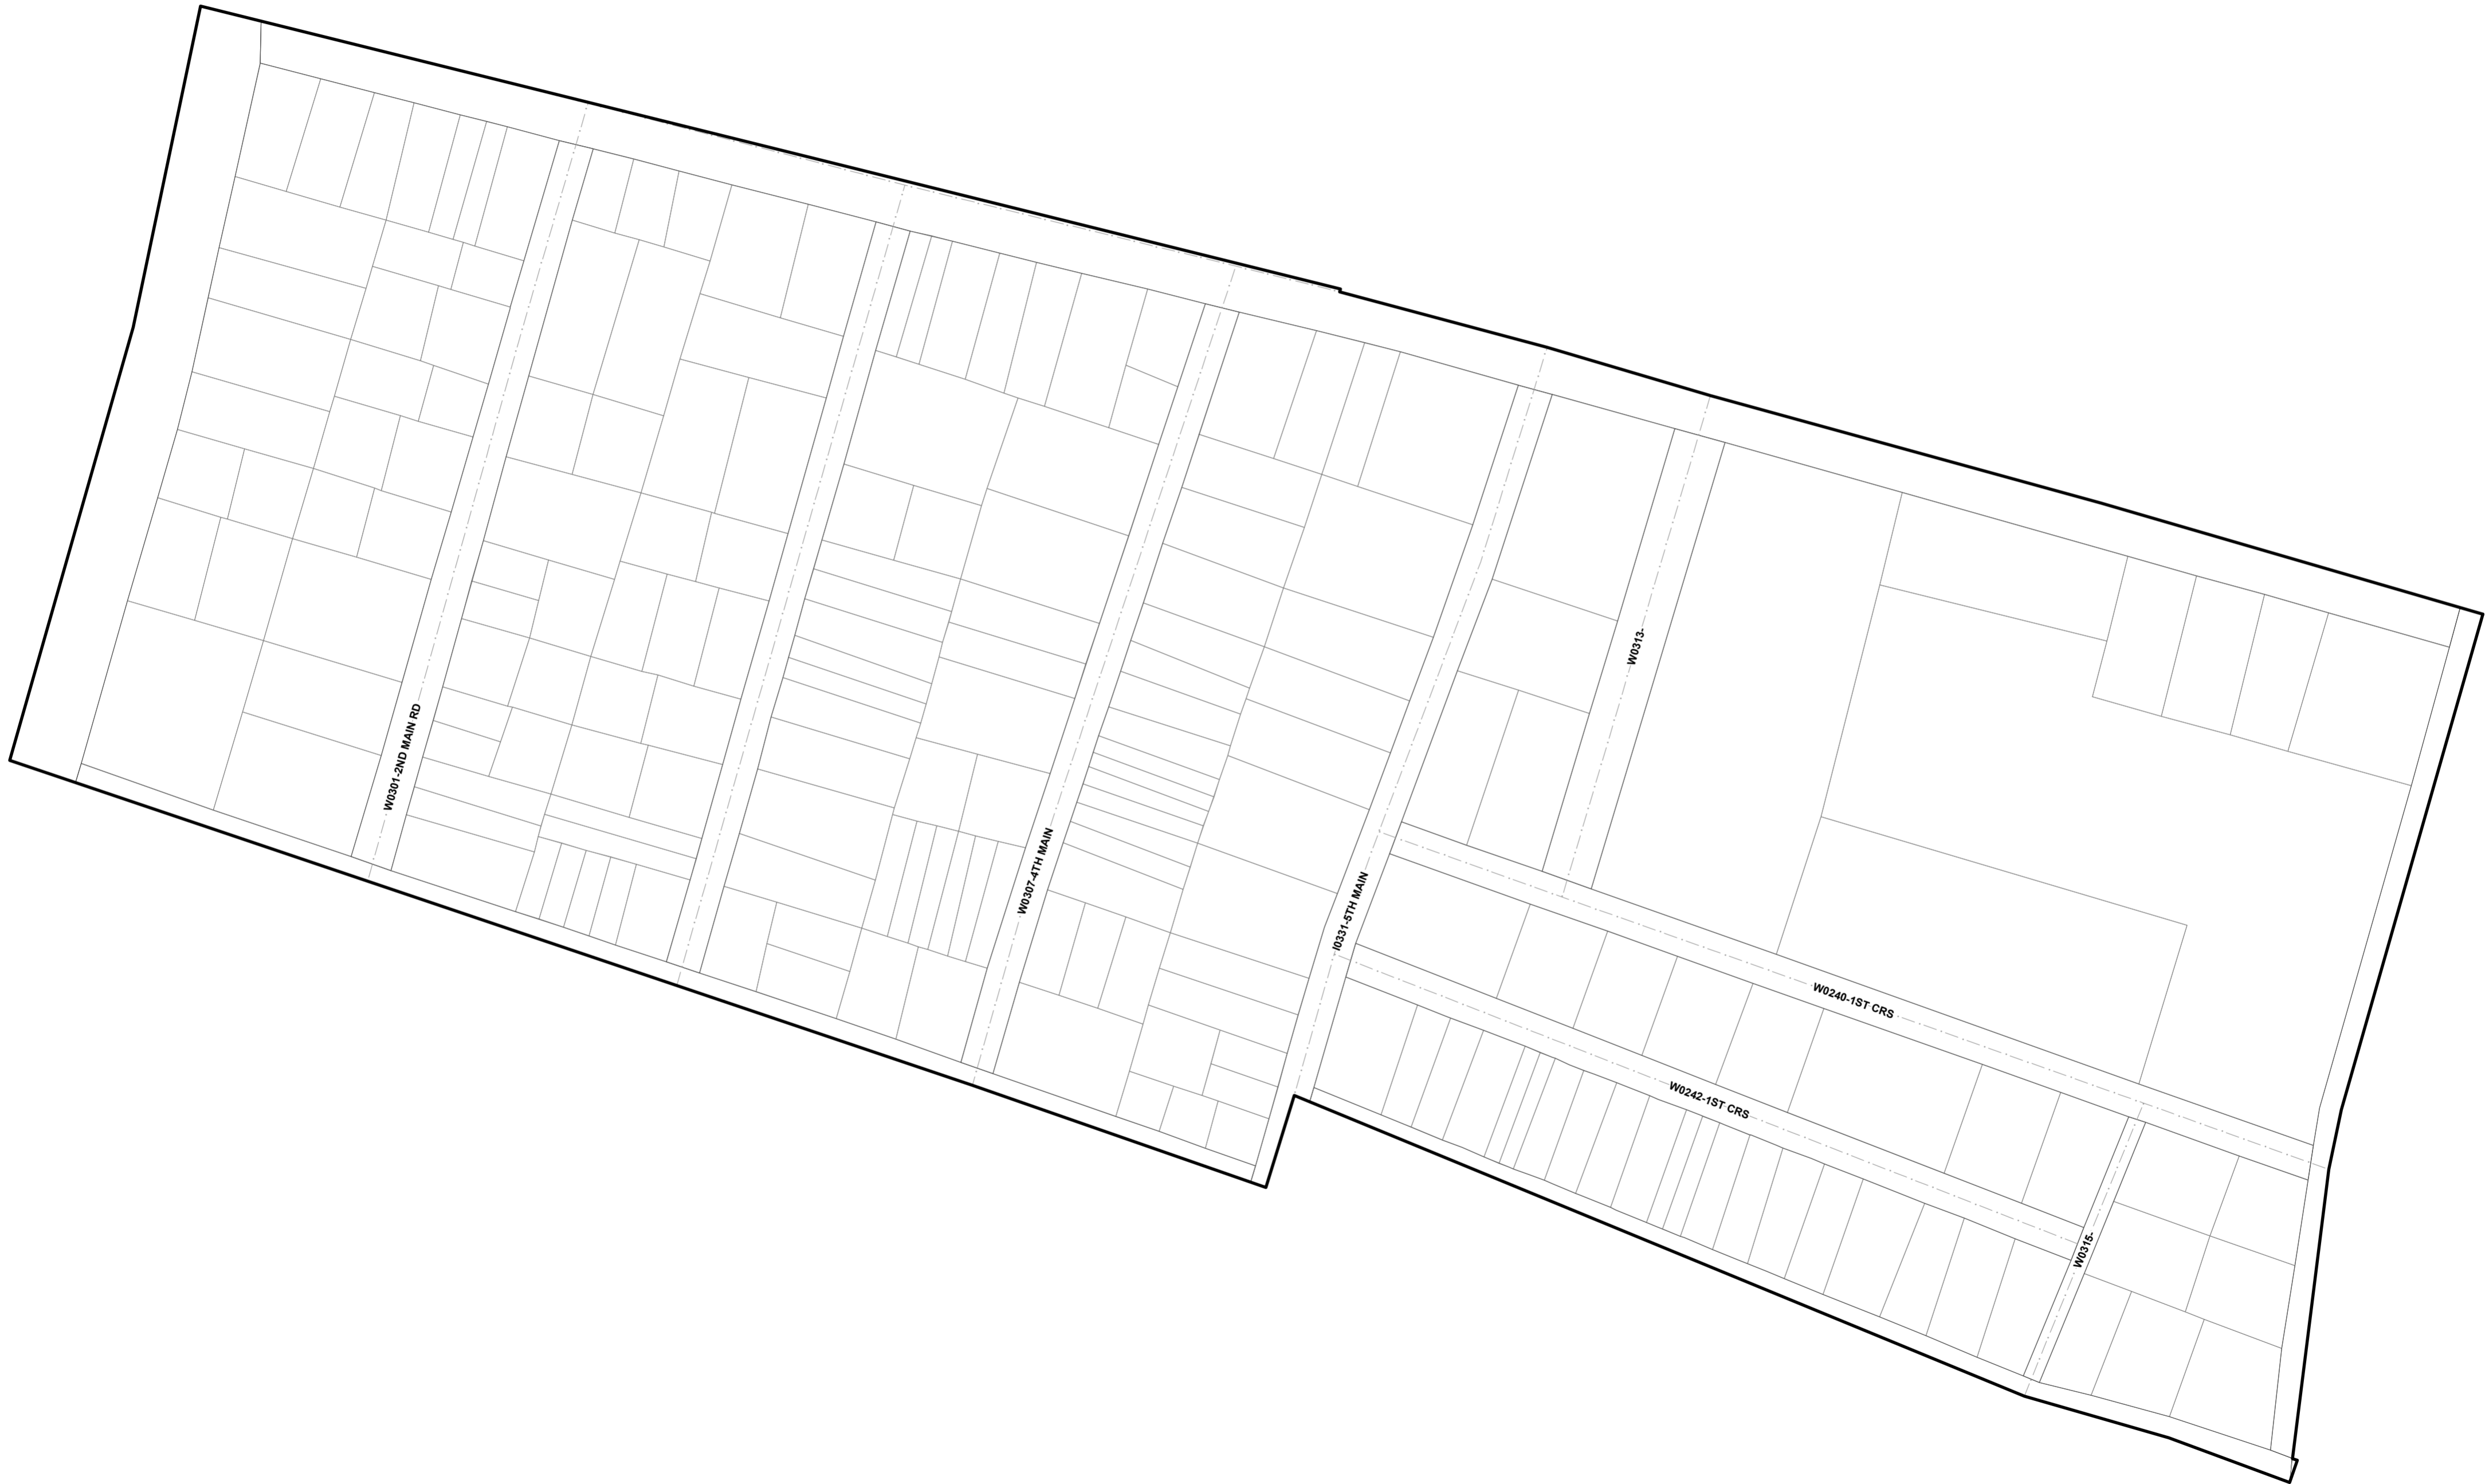 W0301-2ND MAIN RD
W0307-4TH MAIN
I0331-5TH MAIN
W0313-
W0240-1ST CRS
W0242-1ST CRS
W0315-